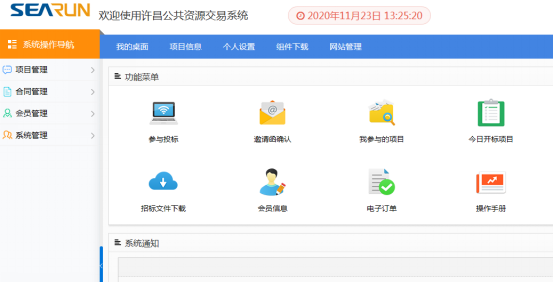 SEARUN 欢迎使用许昌公共资源交易系统 2020年11月23日 13:25:20
系统操作导航 我的桌面 项目信息 个人设置 组件下载 网站管理
项目管理
合同管理
会员管理
系统管理
功能菜单
参与投标 邀请函确认 我参与的项目 今日开标项目
招标文件下载 会员信息 电子订单 操作手册
系统通知